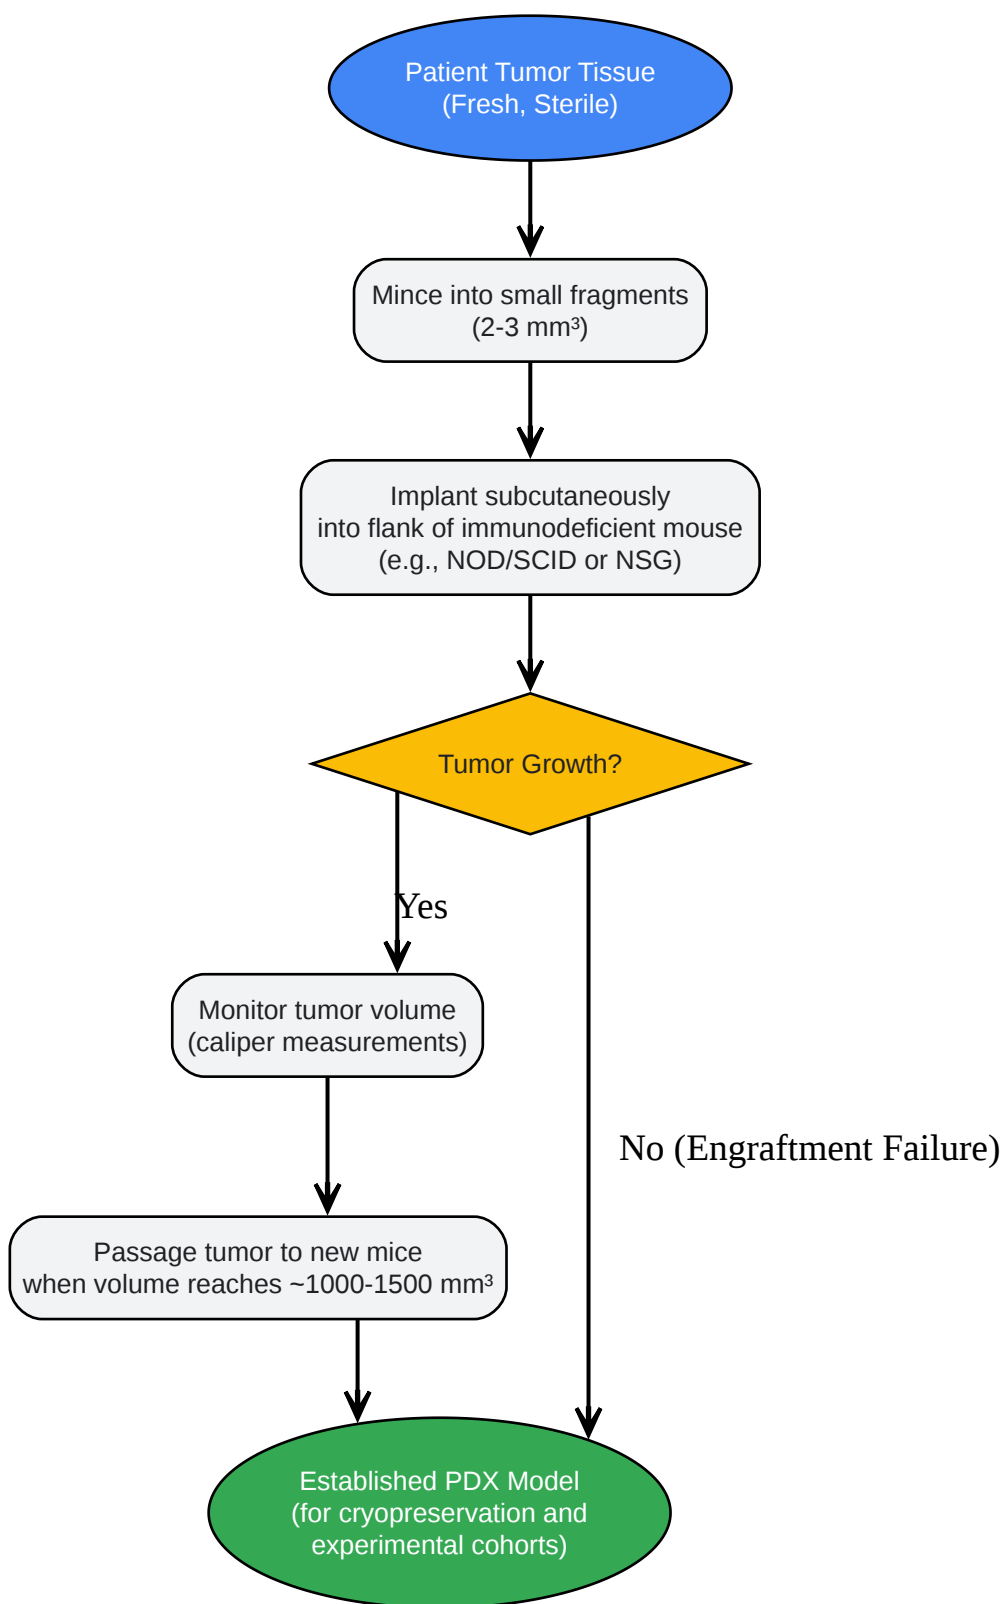 Patient Tumor Tissue
(Fresh, Sterile)
Mince into small fragments
(2-3 mm³)
Implant subcutaneously
into flank of immunodeficient mouse
(e.g., NOD/SCID or NSG)
Tumor Growth?
Yes
Monitor tumor volume
(caliper measurements)
No (Engraftment Failure)
Passage tumor to new mice
when volume reaches ~1000-1500 mm³
Established PDX Model
(for cryopreservation and
experimental cohorts)